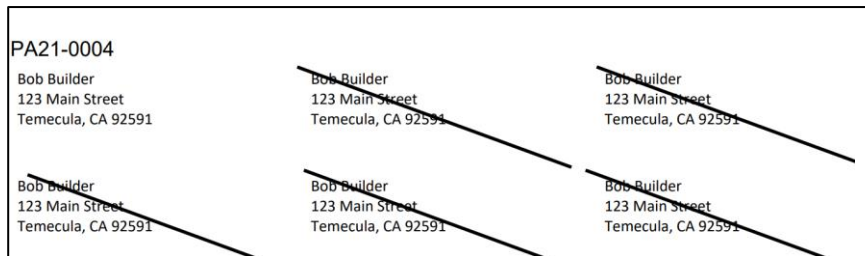 PA21-0004
Bob Builder
123 Main Street
Temecula, CA 92591
Bob Builder
123 Main Street
Temecula, CA 92591
Bob Builder
123 Main Street
Temecula, CA 92591
Bob Builder
123 Main Street
Temecula, CA 92591
Bob Builder
123 Main Street
Temecula, CA 92591
Bob Builder
123 Main Street
Temecula, CA 92591